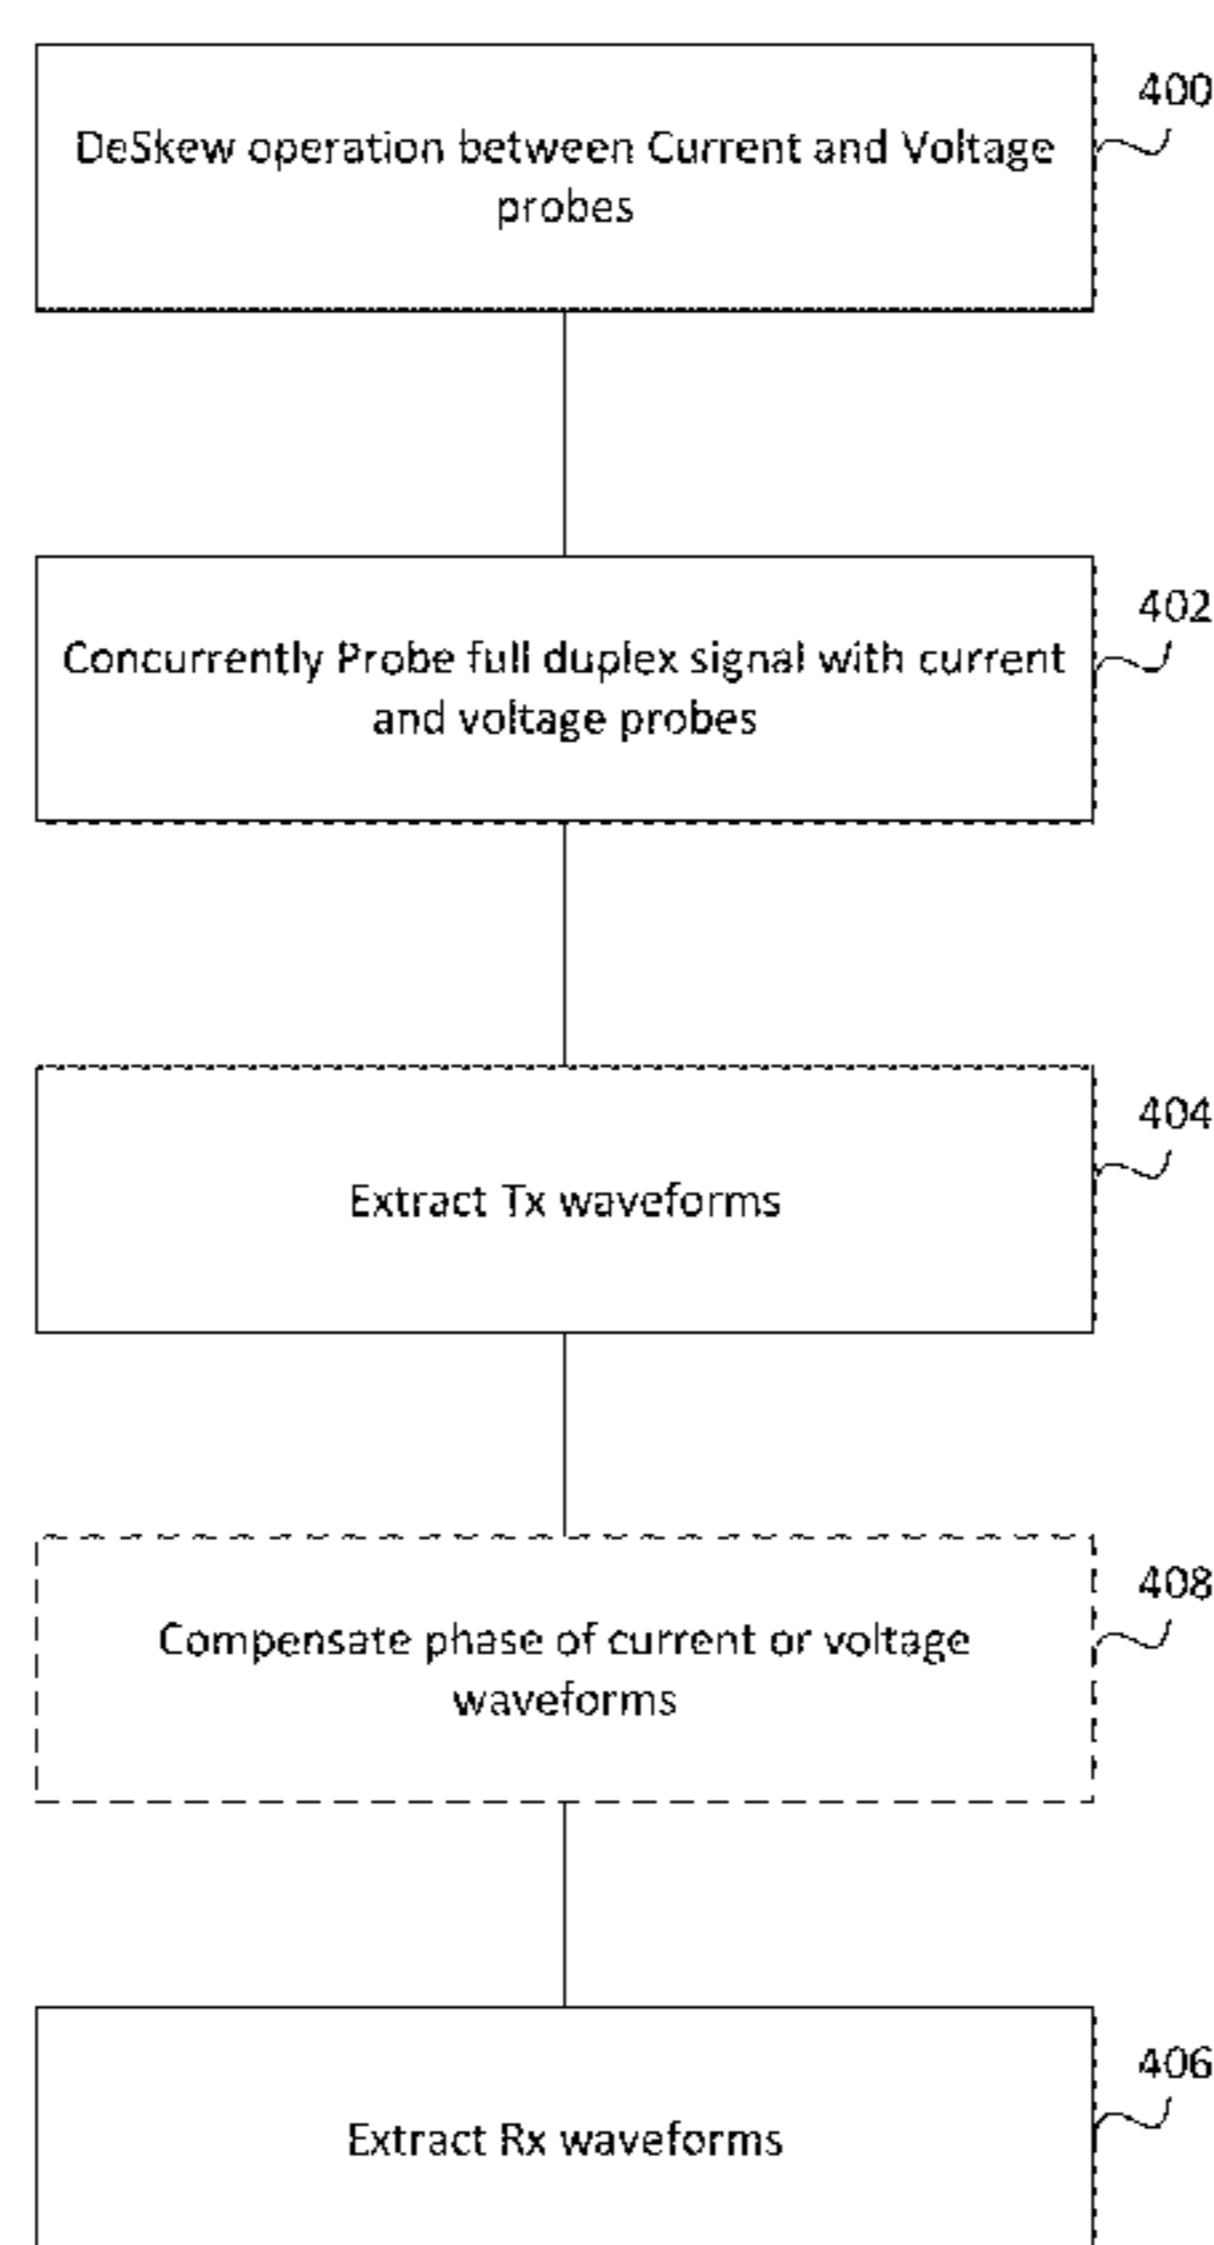 400
DeSkew operation between Current and Voltage
probes
402
Concurrently Probe full duplex signal with current
and voltage probes
404
Extract Tx waveforms
408
Compensate phase of current or voltage
waveforms
406
Extract Rx waveforms